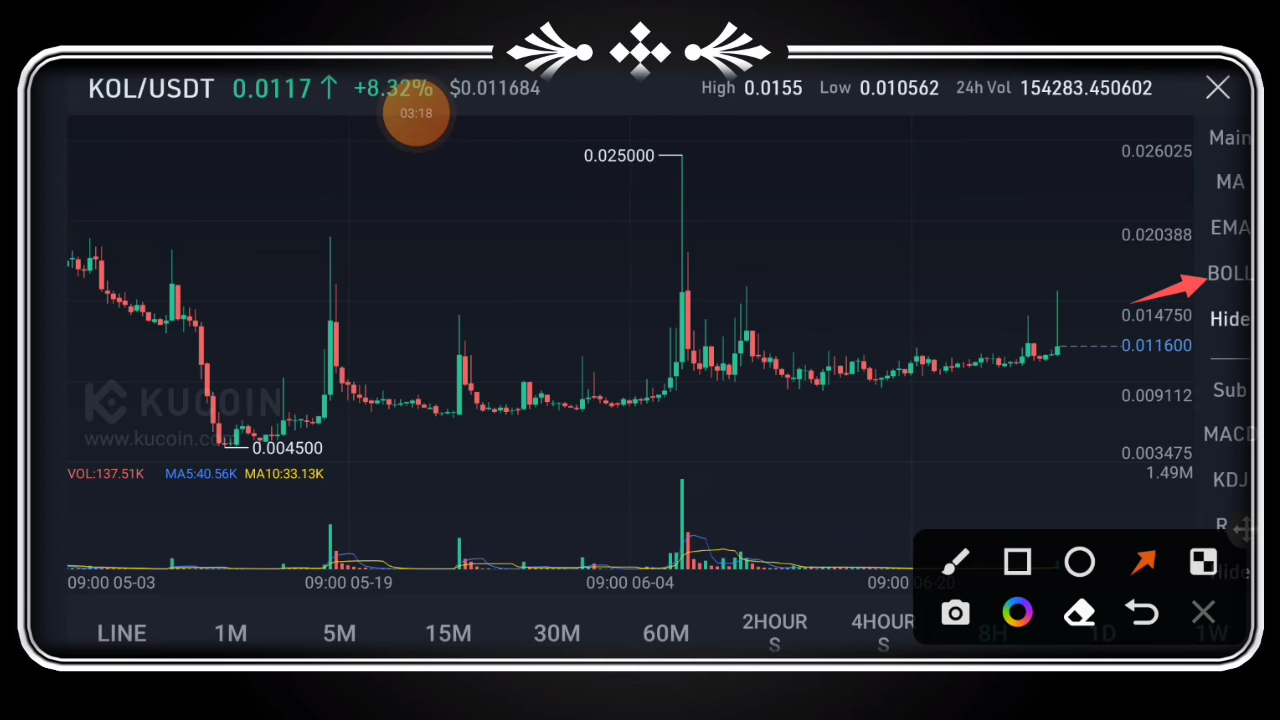 KOL/USDT 0.0117 ↑ +8.32% $0.011684 High 0.0155 Low 0.010562 24h Vol 154283.450602
03:18
Main
MA
EMA
BOLL
Hide
Sub
MACD
KDJ
R
Hide
0.025000
0.026025
0.020388
0.014750
0.011600
0.009112
0.003475
1.49M
KUCOIN
www.kucoin.com
0.004500
VOL:137.51K MA5:40.56K MA10:33.13K
09:00 05-03 09:00 05-19 09:00 06-04 09:00 06-20
LINE 1M 5M 15M 30M 60M 2HOURS 4HOURS 8H 1D 1W